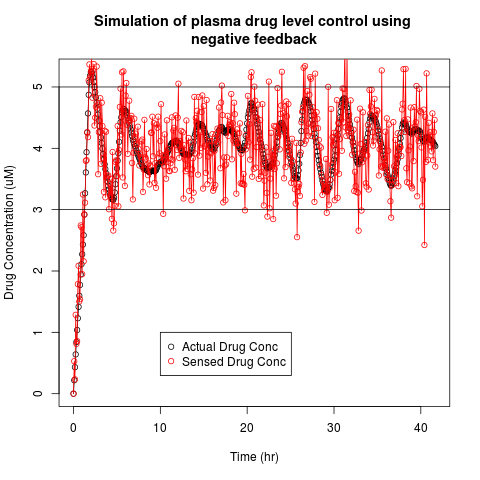 Simulation of plasma drug level control using
negative feedback
Drug Concentration (uM)
5
4
3
2
1
0
Actual Drug Conc
Sensed Drug Conc
0 10 20 30 40
Time (hr)